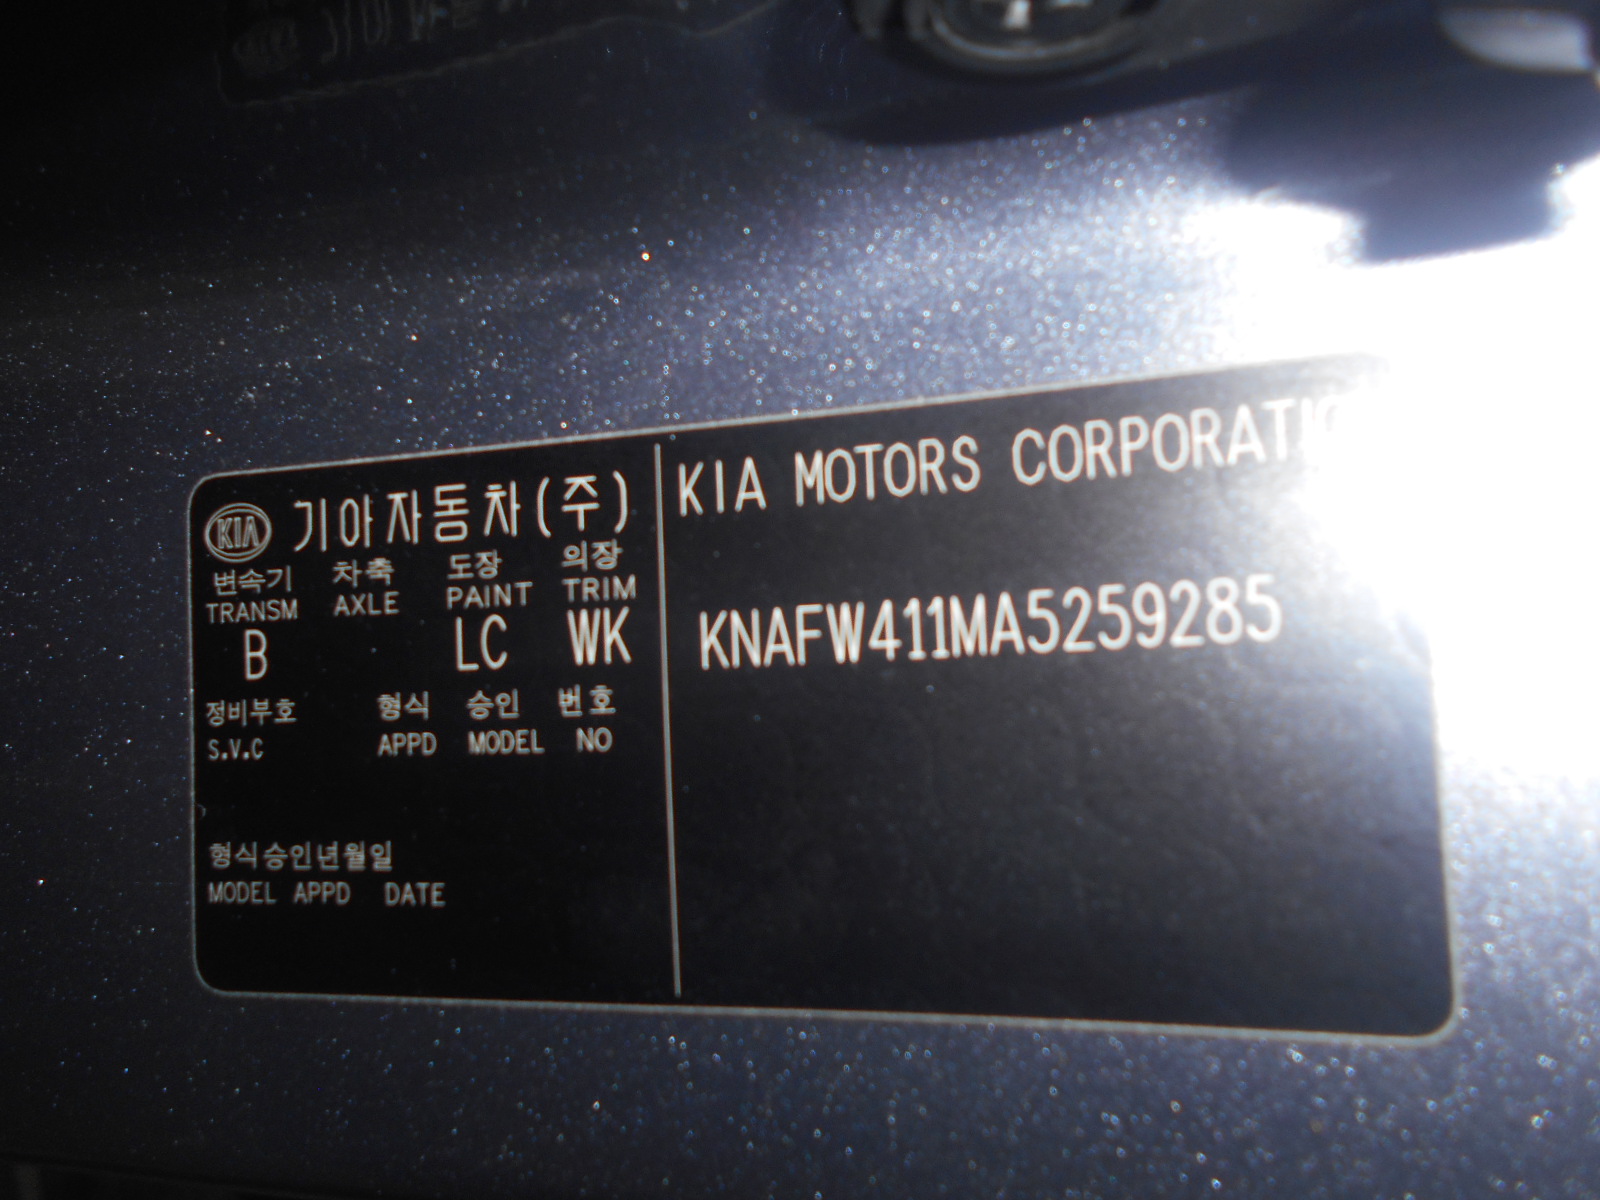 KIA 기아자동차(주)
변속기 차축 도장 의장
TRANSM AXLE PAINT TRIM
B LC WK
정비부호 형식 승인 번호
S.V.C APPD MODEL NO
형식승인년월일
MODEL APPD DATE
KIA MOTORS
KNAFW411MA5259285